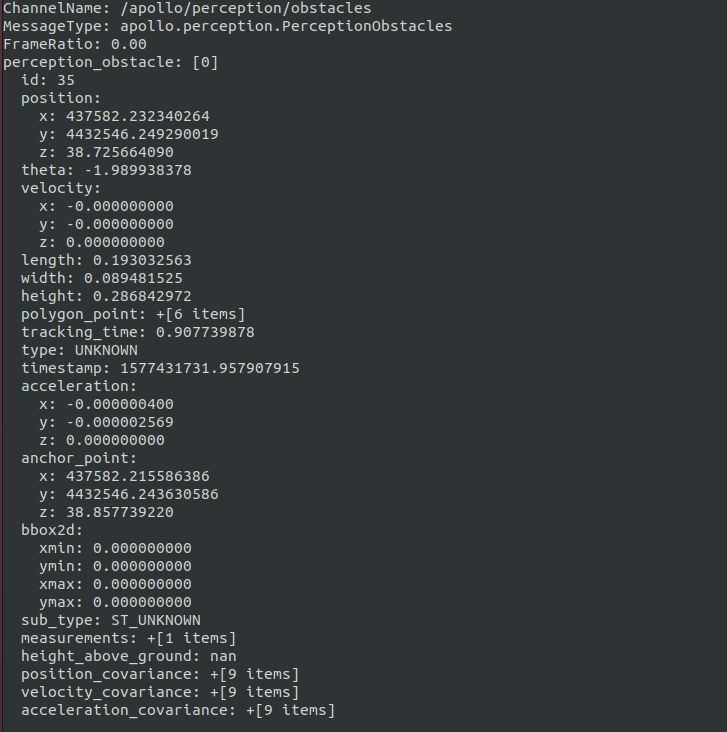 ChannelName: /apollo/perception/obstacles
MessageType: apollo.perception.PerceptionObstacles
FrameRatio: 0.00
perception_obstacle: [0]
  id: 35
  position:
    x: 437582.232340264
    y: 4432546.249290019
    z: 38.725664090
  theta: -1.989938378
  velocity:
    x: -0.000000000
    y: -0.000000000
    z: 0.000000000
  length: 0.193032563
  width: 0.089481525
  height: 0.286842972
  polygon_point: +[6 items]
  tracking_time: 0.907739878
  type: UNKNOWN
  timestamp: 1577431731.957907915
  acceleration:
    x: -0.000000400
    y: -0.000002569
    z: 0.000000000
  anchor_point:
    x: 437582.215586386
    y: 4432546.243630586
    z: 38.857739220
  bbox2d:
    xmin: 0.000000000
    ymin: 0.000000000
    xmax: 0.000000000
    ymax: 0.000000000
  sub_type: ST_UNKNOWN
  measurements: +[1 items]
  height_above_ground: nan
  position_covariance: +[9 items]
  velocity_covariance: +[9 items]
  acceleration_covariance: +[9 items]